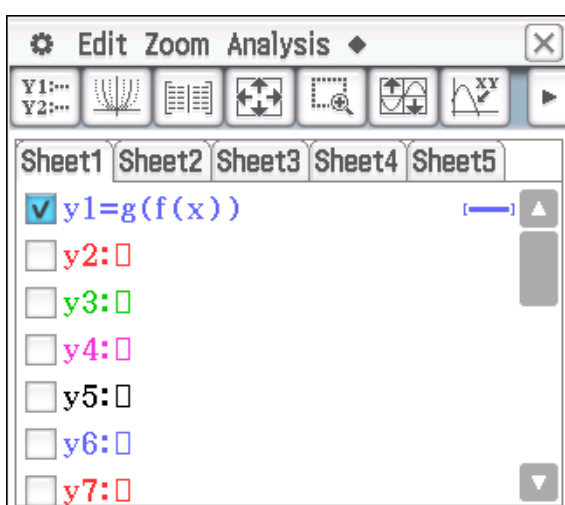 Edit Zoom Analysis ◆
Y1:··· Y2:··· XY
Sheet1 Sheet2 Sheet3 Sheet4 Sheet5
y1=g(f(x))
y2:▯
y3:▯
y4:▯
y5:▯
y6:▯
y7:▯